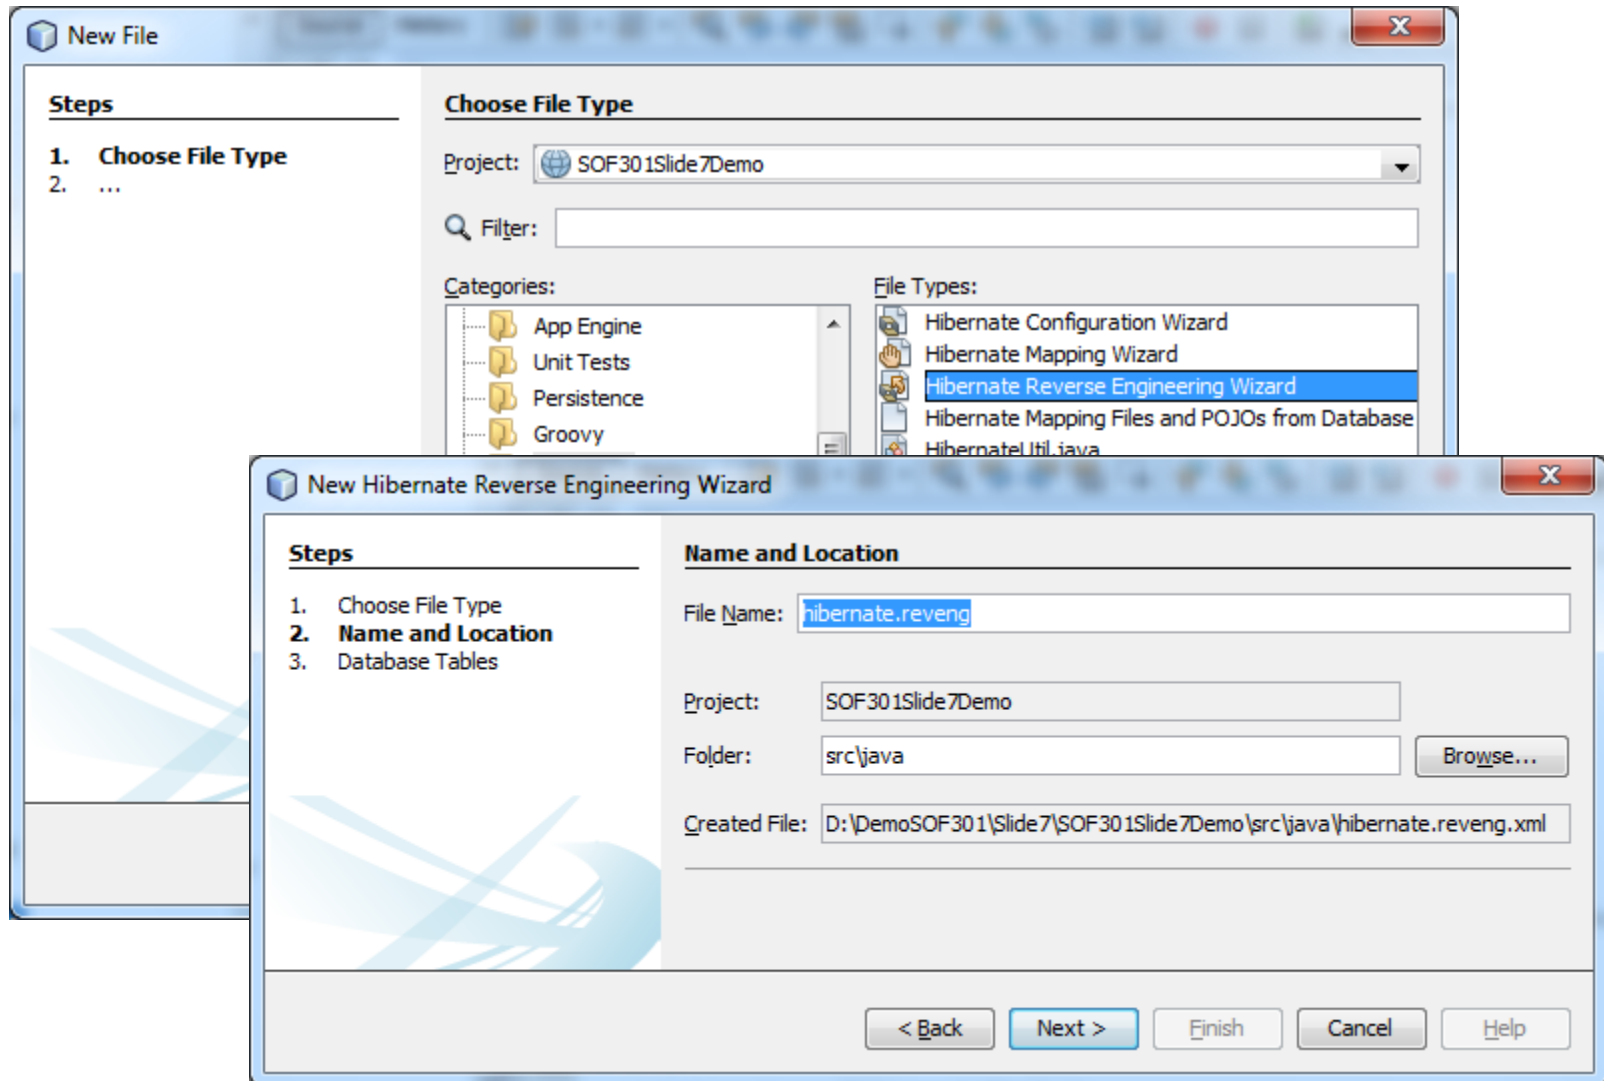 New File
Steps
1. Choose File Type
2. ...
Choose File Type
Project: SOF301Slide7Demo
Filter:
Categories:
App Engine
Unit Tests
Persistence
Groovy
File Types:
Hibernate Configuration Wizard
Hibernate Mapping Wizard
Hibernate Reverse Engineering Wizard
Hibernate Mapping Files and POJOs from Database
HibernateUtil.java
New Hibernate Reverse Engineering Wizard
Steps
1. Choose File Type
2. Name and Location
3. Database Tables
Name and Location
File Name: hibernate.reveng
Project: SOF301Slide7Demo
Folder: src\java Browse...
Created File: D:\DemoSOF301\Slide7\SOF301Slide7Demo\src\java\hibernate.reveng.xml
< Back Next > Finish Cancel Help